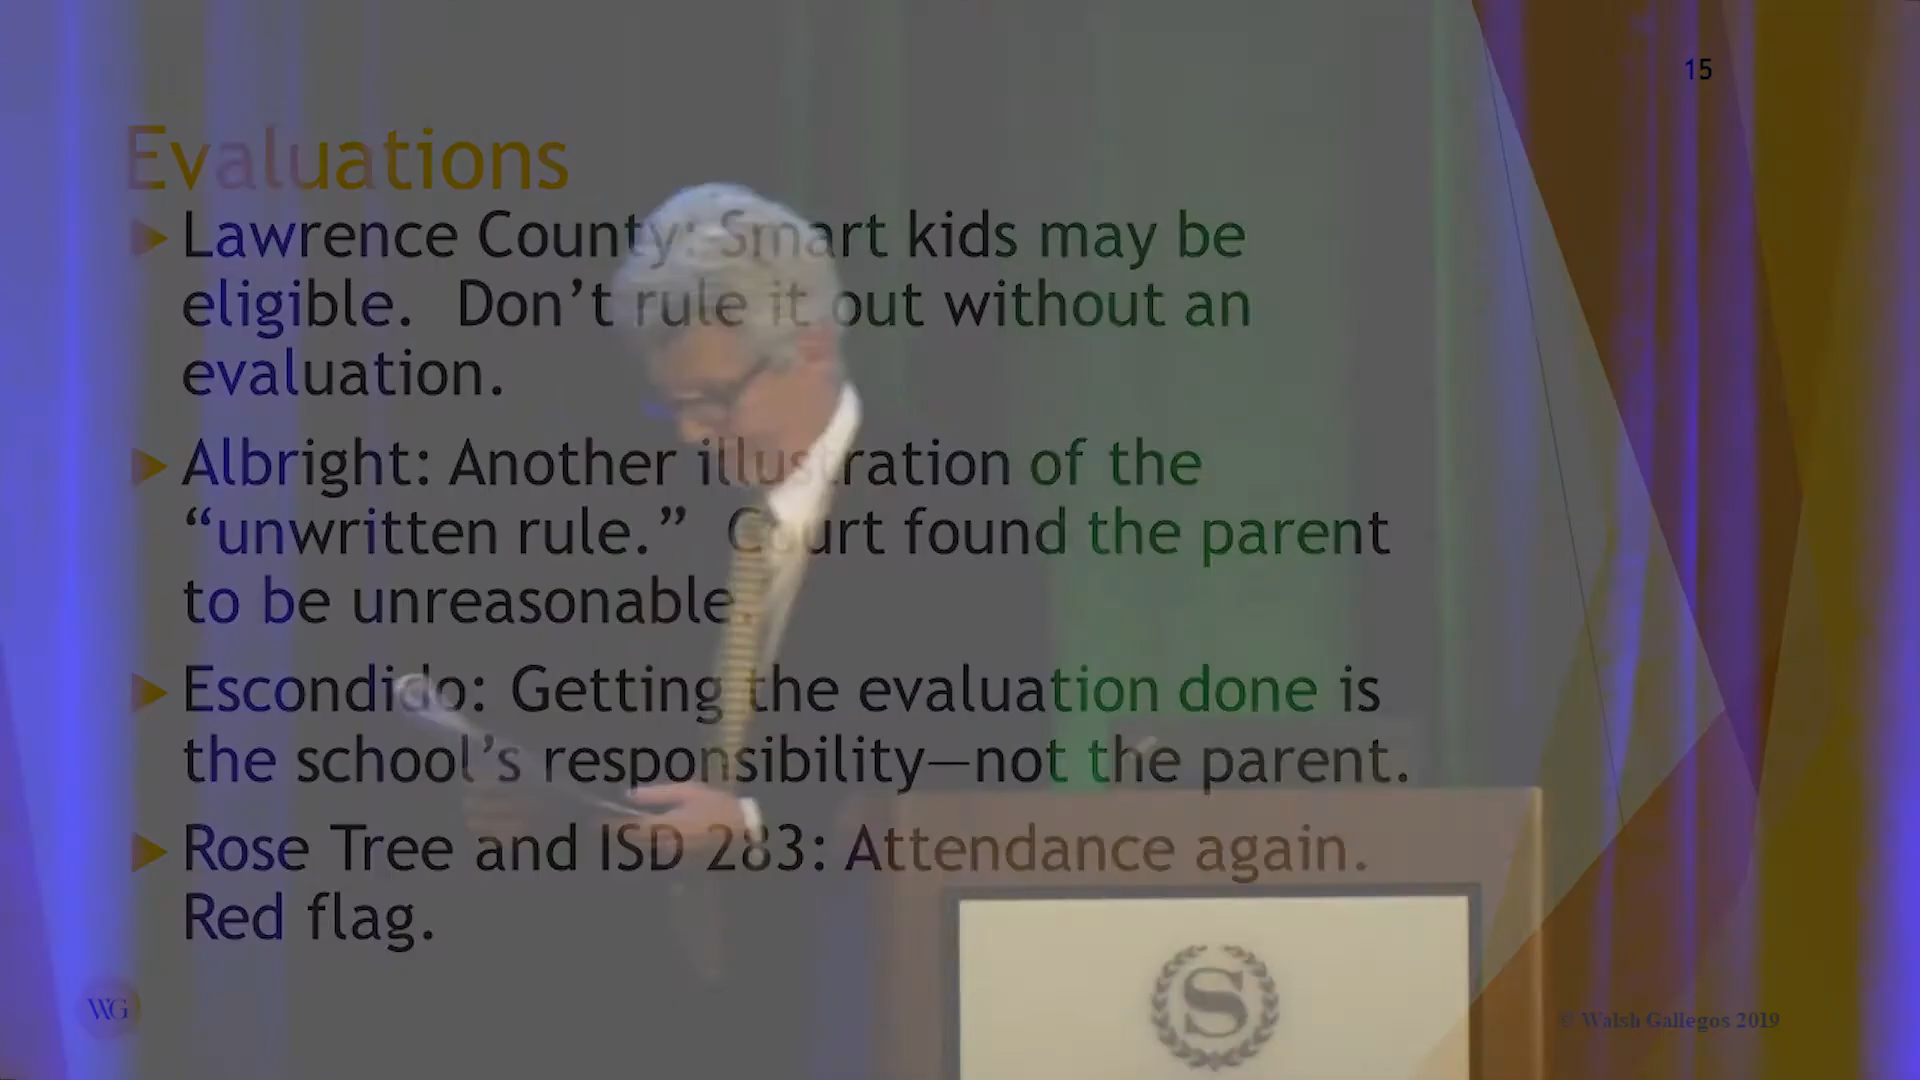 15
Evaluations
Lawrence County: Smart kids may be
eligible. Don’t rule it out without an
evaluation.
Albright: Another illustration of the
“unwritten rule.” Court found the parent
to be unreasonable.
Escondido: Getting the evaluation done is
the school’s responsibility—not the parent.
Rose Tree and ISD 283: Attendance again.
Red flag.
WG
© Walsh Gallegos 2019
S